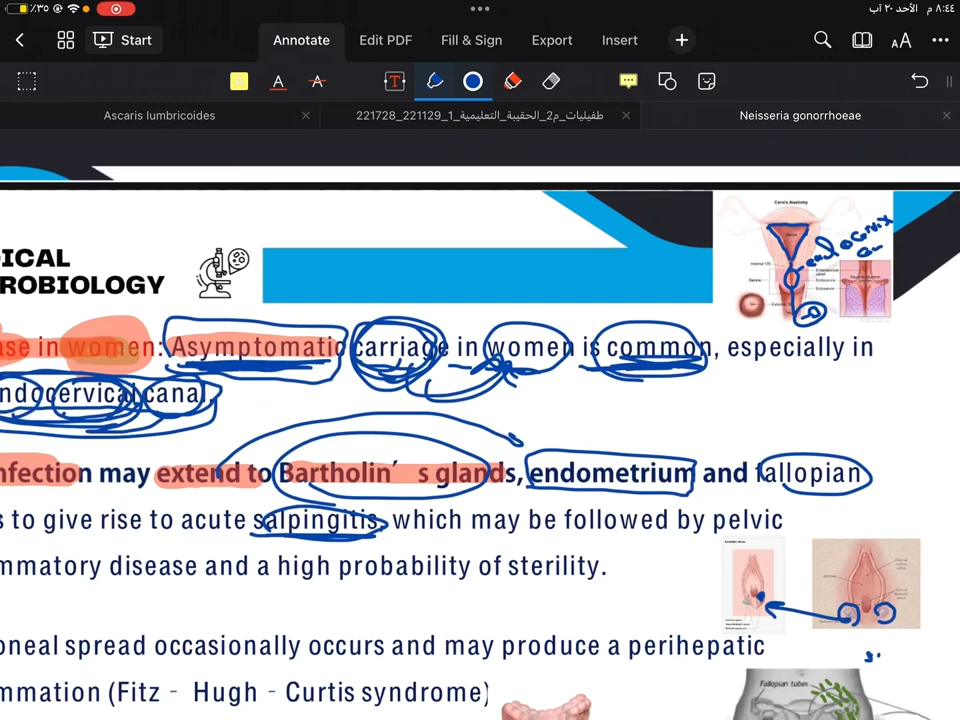 ٪٣٥ ٨:٤٤ م الأحد ٢٠ آب
Start Annotate Edit PDF Fill & Sign Export Insert
Ascaris lumbricoides 221728_221129_1_طفيليات_م2_الحقيبة_التعليمية Neisseria gonorrhoeae
Cervix Anatomy
ICAL
ROBIOLOGY
ase in women: Asymptomatic carriage in women is common, especially in
ndocervical canal.
nfection may extend to Bartholin's glands, endometrium and fallopian
s to give rise to acute salpingitis, which may be followed by pelvic
mmatory disease and a high probability of sterility.
oneal spread occasionally occurs and may produce a perihepatic
mmation (Fitz - Hugh - Curtis syndrome)
Fallopian tubes